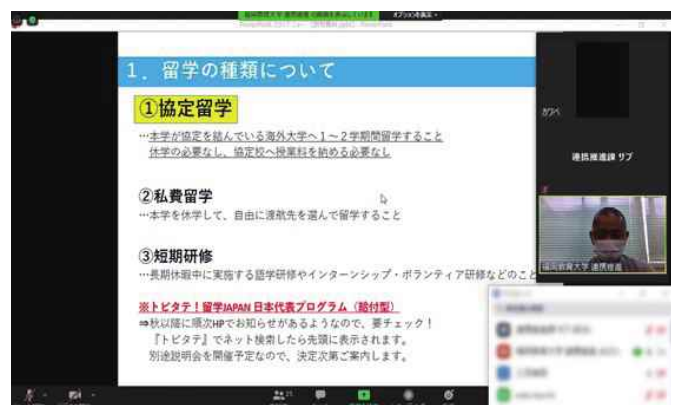 1. 留学の種類について
①協定留学
…本学が協定を結んでいる海外大学へ1～2学期間留学すること
休学の必要なし、協定校へ授業料を納める必要なし
②私費留学
…本学を休学して、自由に渡航先を選んで留学すること
③短期研修
…長期休暇中に実施する語学研修やインターンシップ・ボランティア研修などのこと
※トビタテ！留学JAPAN 日本代表プログラム（給付型）
⇒秋以降に順次HPでお知らせがあるようなので、要チェック！
『トビタテ』でネット検索したら先頭に表示されます。
別途説明会を開催予定なので、決定次第ご案内します。
連携推進課 サブ
福岡教育大学 連携推進